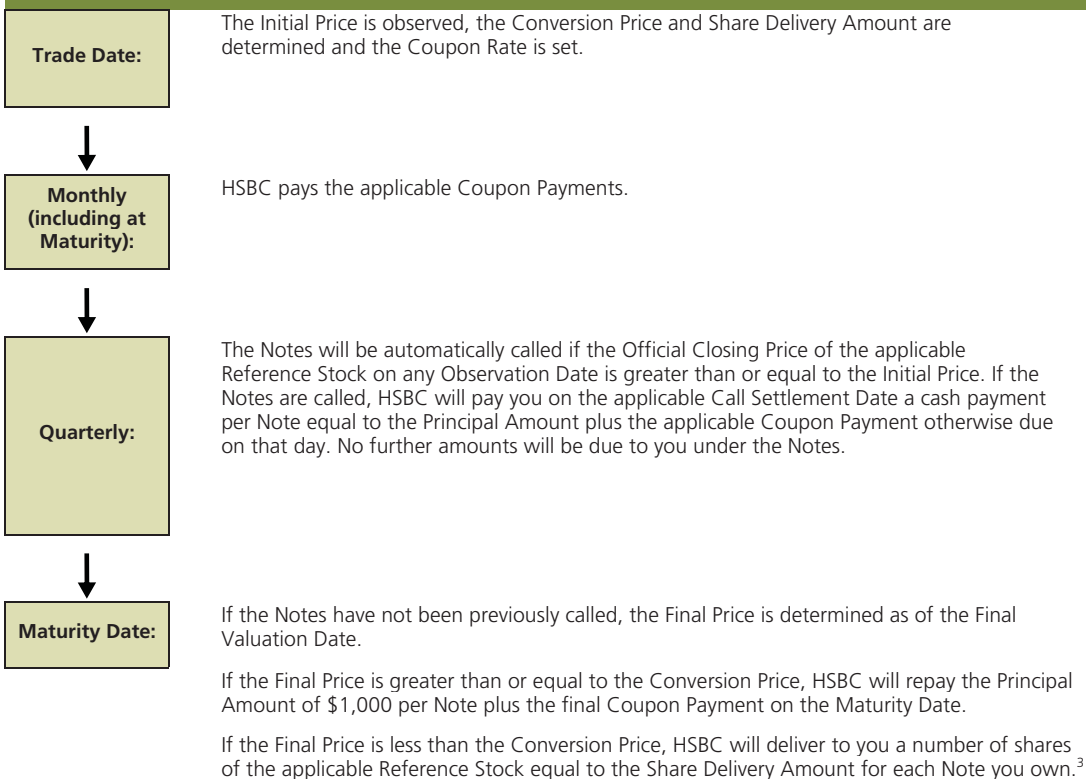 Trade Date:
The Initial Price is observed, the Conversion Price and Share Delivery Amount are
determined and the Coupon Rate is set.
Monthly
(including at
Maturity):
HSBC pays the applicable Coupon Payments.
Quarterly:
The Notes will be automatically called if the Official Closing Price of the applicable
Reference Stock on any Observation Date is greater than or equal to the Initial Price. If the
Notes are called, HSBC will pay you on the applicable Call Settlement Date a cash payment
per Note equal to the Principal Amount plus the applicable Coupon Payment otherwise due
on that day. No further amounts will be due to you under the Notes.
Maturity Date:
If the Notes have not been previously called, the Final Price is determined as of the Final
Valuation Date.
If the Final Price is greater than or equal to the Conversion Price, HSBC will repay the Principal
Amount of $1,000 per Note plus the final Coupon Payment on the Maturity Date.
If the Final Price is less than the Conversion Price, HSBC will deliver to you a number of shares
of the applicable Reference Stock equal to the Share Delivery Amount for each Note you own.3